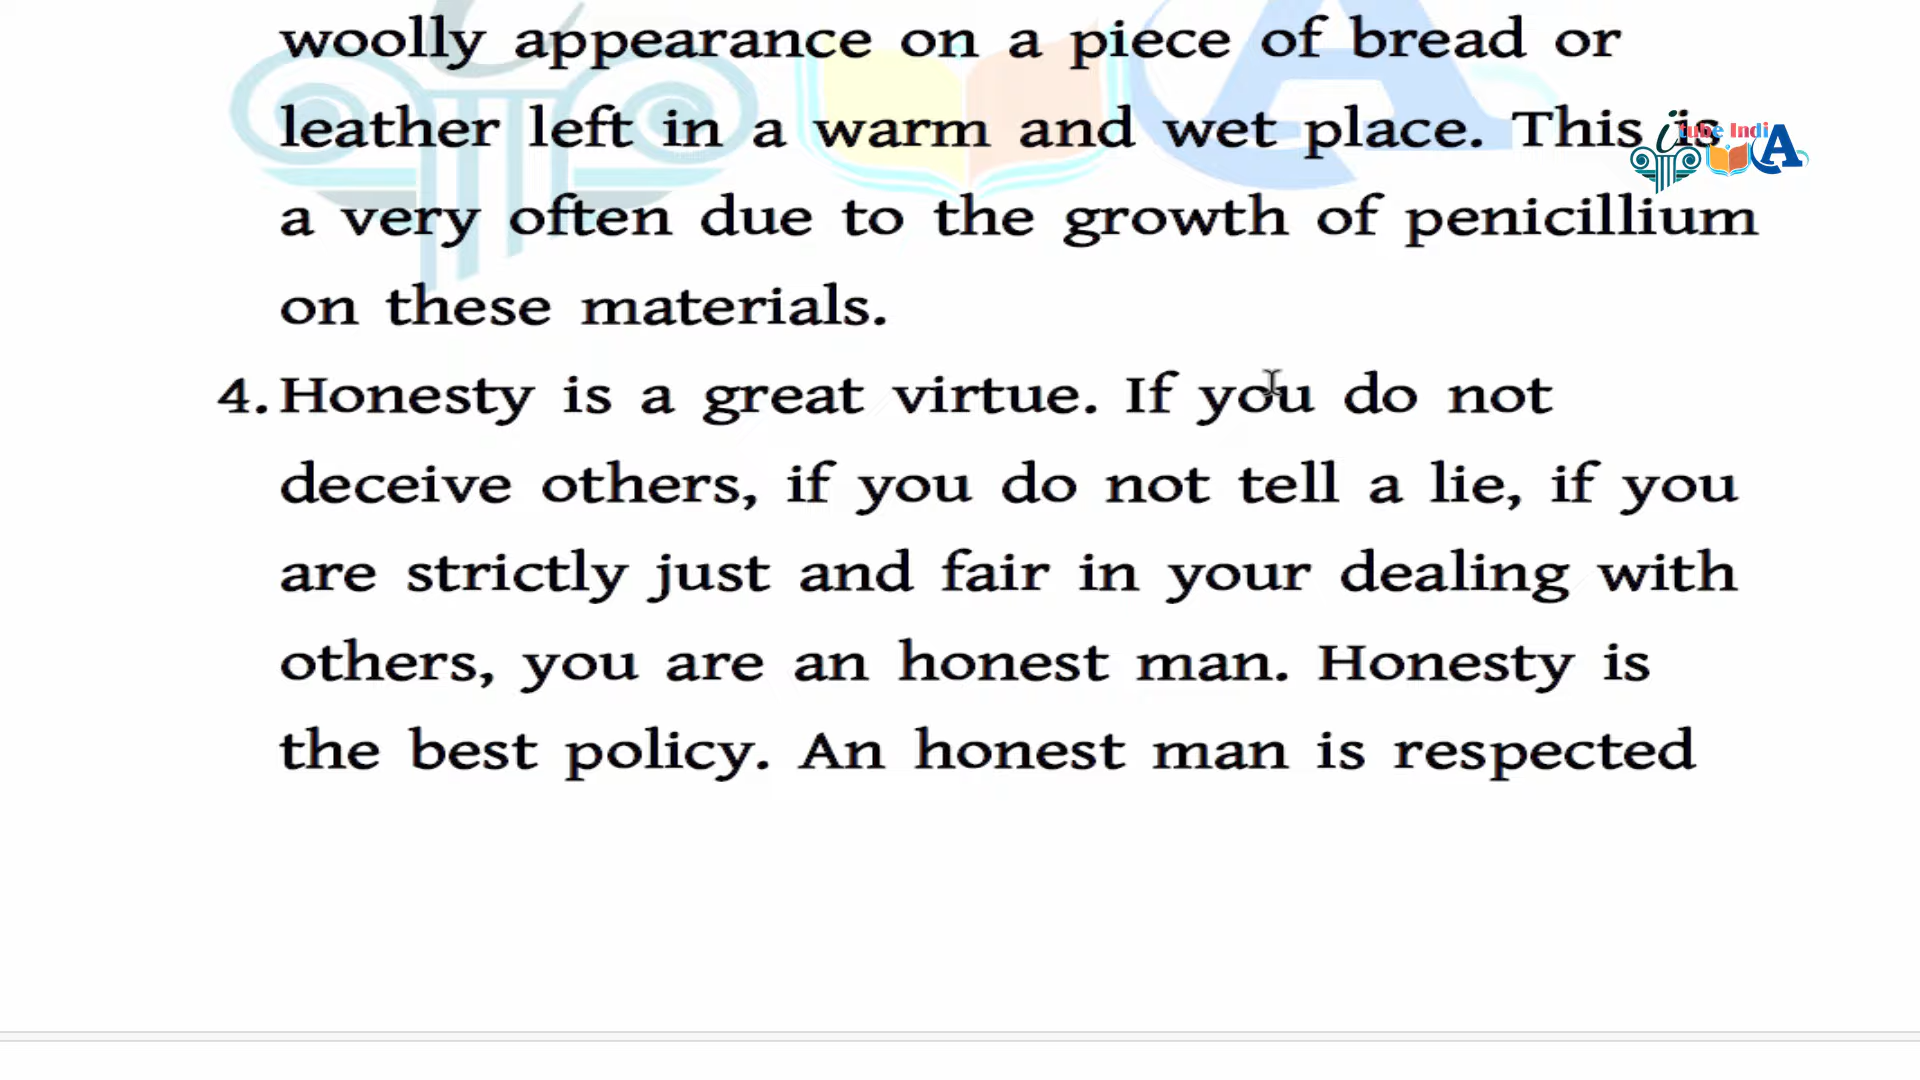 woolly appearance on a piece of bread or
leather left in a warm and wet place. This is
a very often due to the growth of penicillium
on these materials.
4. Honesty is a great virtue. If you do not
deceive others, if you do not tell a lie, if you
are strictly just and fair in your dealing with
others, you are an honest man. Honesty is
the best policy. An honest man is respected
tube IndiA